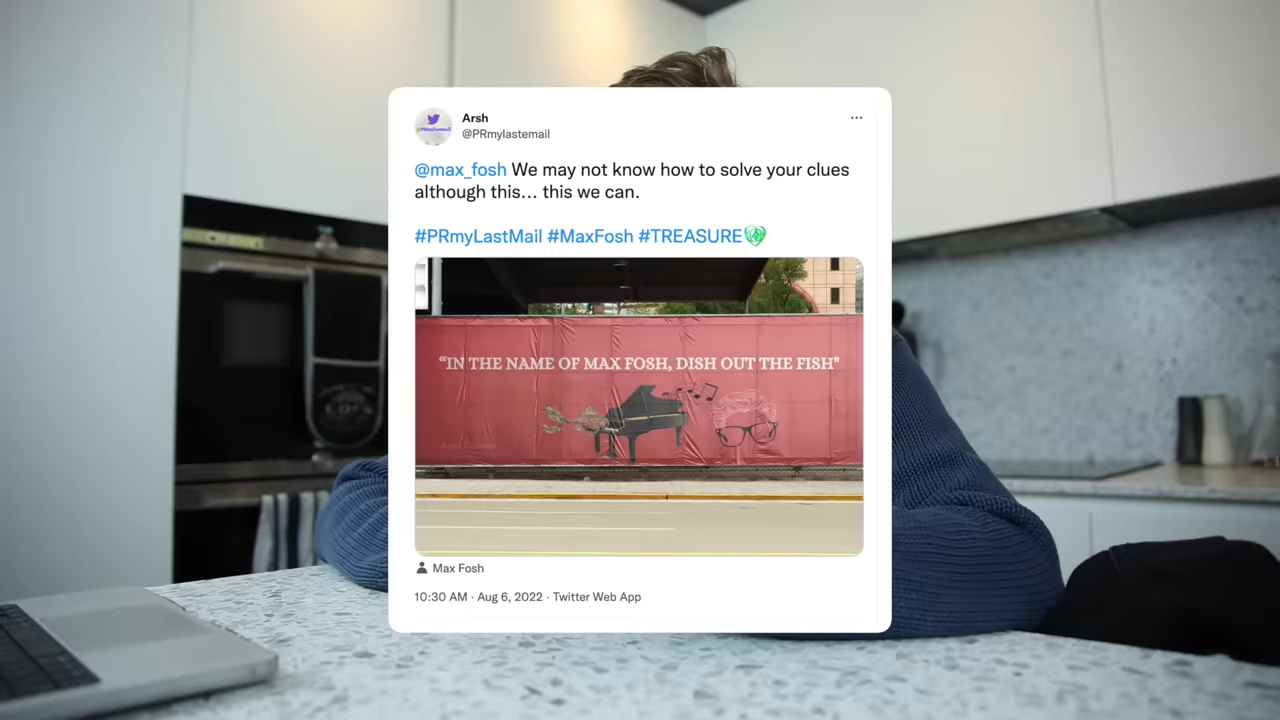 Arsh
@PRmylastemail
@max_fosh We may not know how to solve your clues
although this... this we can.
#PRmyLastMail #MaxFosh #TREASURE
“IN THE NAME OF MAX FOSH, DISH OUT THE FISH"
Max Fosh
10:30 AM · Aug 6, 2022 · Twitter Web App